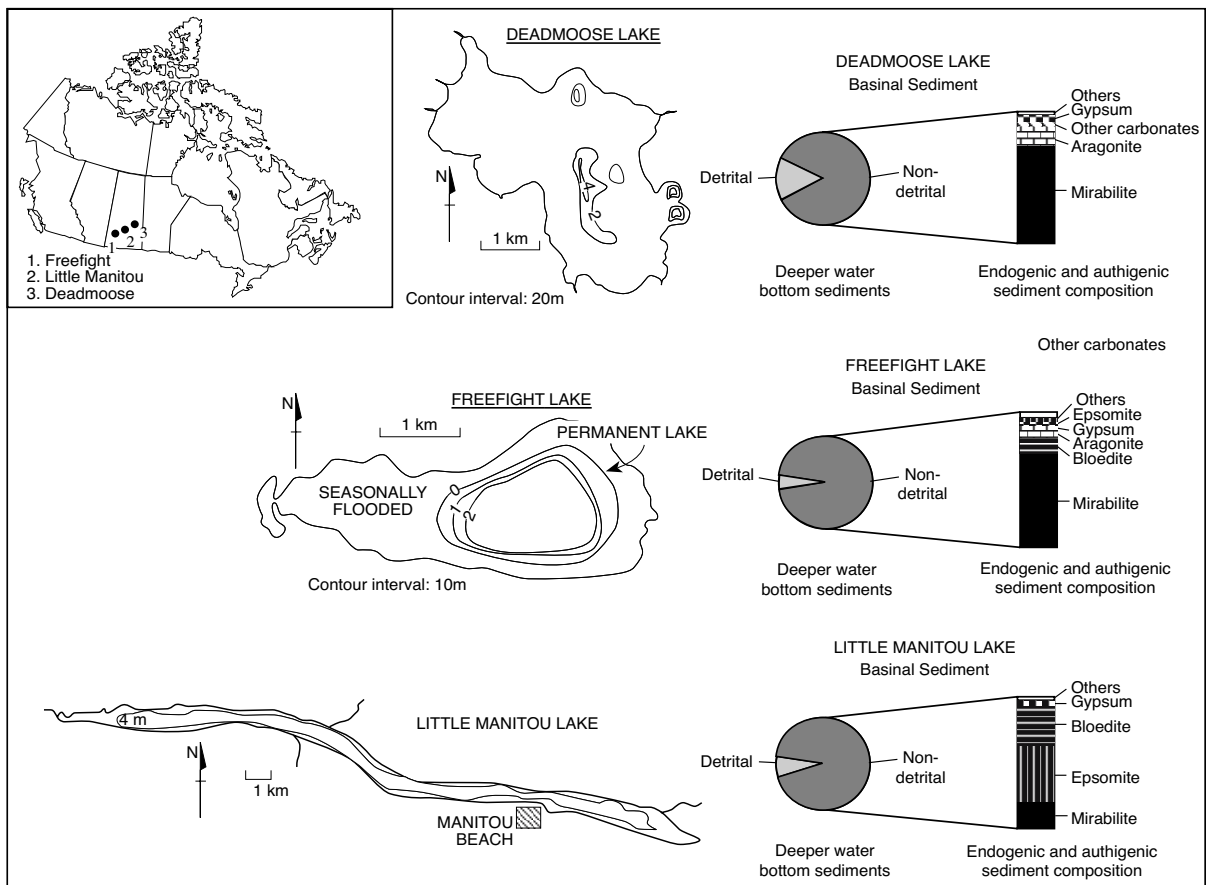 1
2
3
1. Freefight
2. Little Manitou
3. Deadmoose
DEADMOOSE LAKE
N
4
2
1 km
Contour interval: 20m
DEADMOOSE LAKE
Basinal Sediment
Detrital
Non-
detrital
Others
Gypsum
Other carbonates
Aragonite
Mirabilite
Deeper water
bottom sediments
Endogenic and authigenic
sediment composition
FREEFIGHT LAKE
N
1 km
PERMANENT LAKE
SEASONALLY
FLOODED
0
1
2
Contour interval: 10m
Other carbonates
FREEFIGHT LAKE
Basinal Sediment
Detrital
Non-
detrital
Others
Epsomite
Gypsum
Aragonite
Bloedite
Mirabilite
Deeper water
bottom sediments
Endogenic and authigenic
sediment composition
4 m
LITTLE MANITOU LAKE
N
1 km
MANITOU
BEACH
LITTLE MANITOU LAKE
Basinal Sediment
Detrital
Non-
detrital
Others
Gypsum
Bloedite
Epsomite
Mirabilite
Deeper water
bottom sediments
Endogenic and authigenic
sediment composition